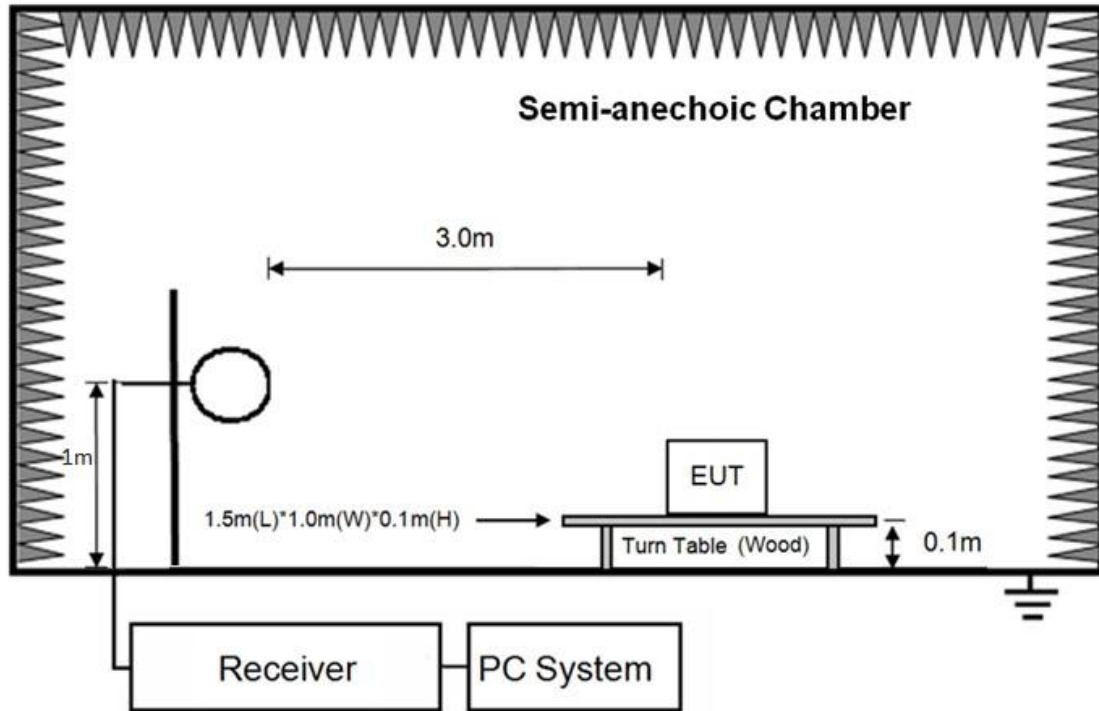 Semi-anechoic Chamber
3.0m
1m
EUT
1.5m(L)*1.0m(W)*0.1m(H)
Turn Table (Wood)
0.1m
Receiver
PC System